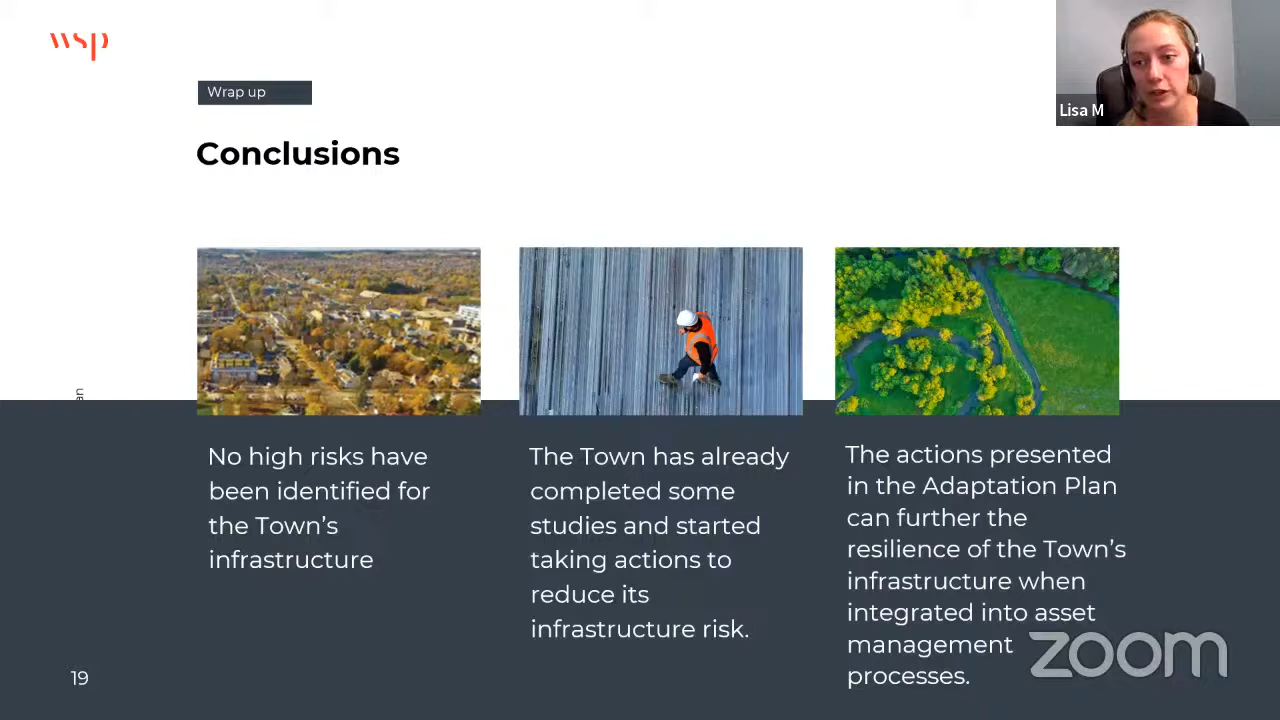 wsp
Wrap up
Lisa M
Conclusions
an
No high risks have
been identified for
the Town's
infrastructure
The Town has already
completed some
studies and started
taking actions to
reduce its
infrastructure risk.
The actions presented
in the Adaptation Plan
can further the
resilience of the Town's
infrastructure when
integrated into asset
management
processes.
zoom
19